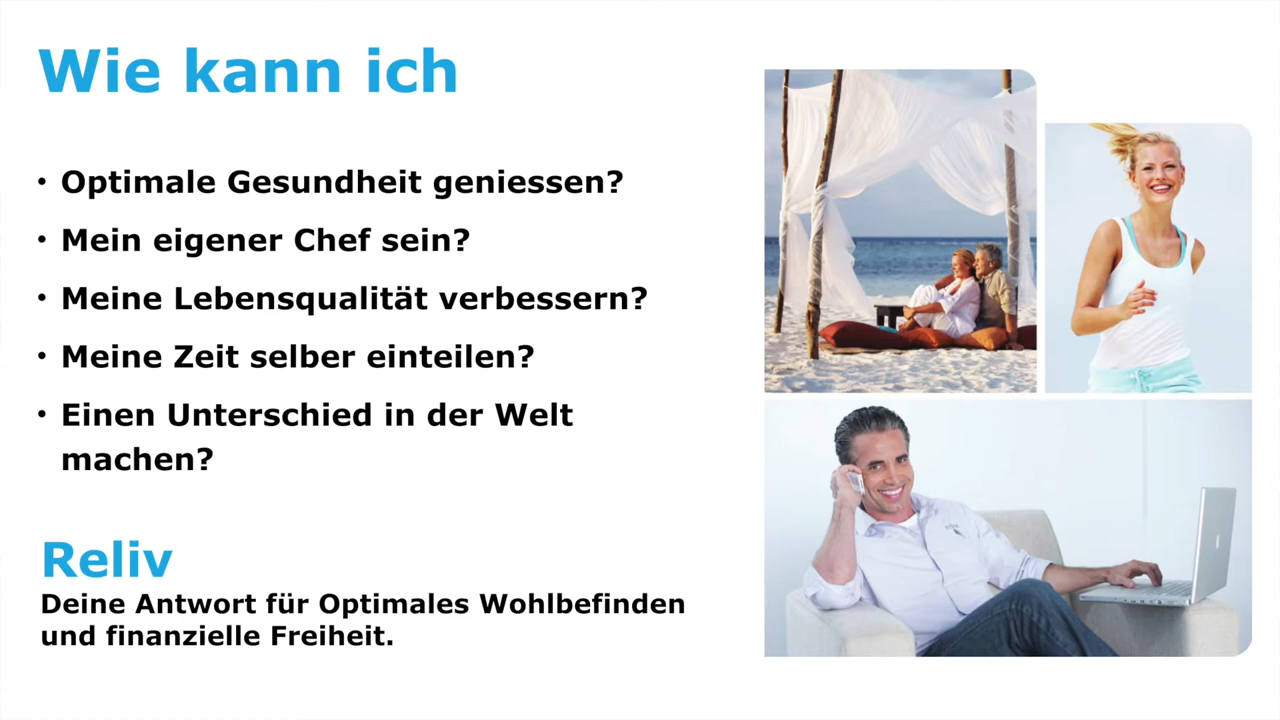 Wie kann ich
• Optimale Gesundheit geniessen?
• Mein eigener Chef sein?
• Meine Lebensqualität verbessern?
• Meine Zeit selber einteilen?
• Einen Unterschied in der Welt
machen?
Reliv
Deine Antwort für Optimales Wohlbefinden
und finanzielle Freiheit.